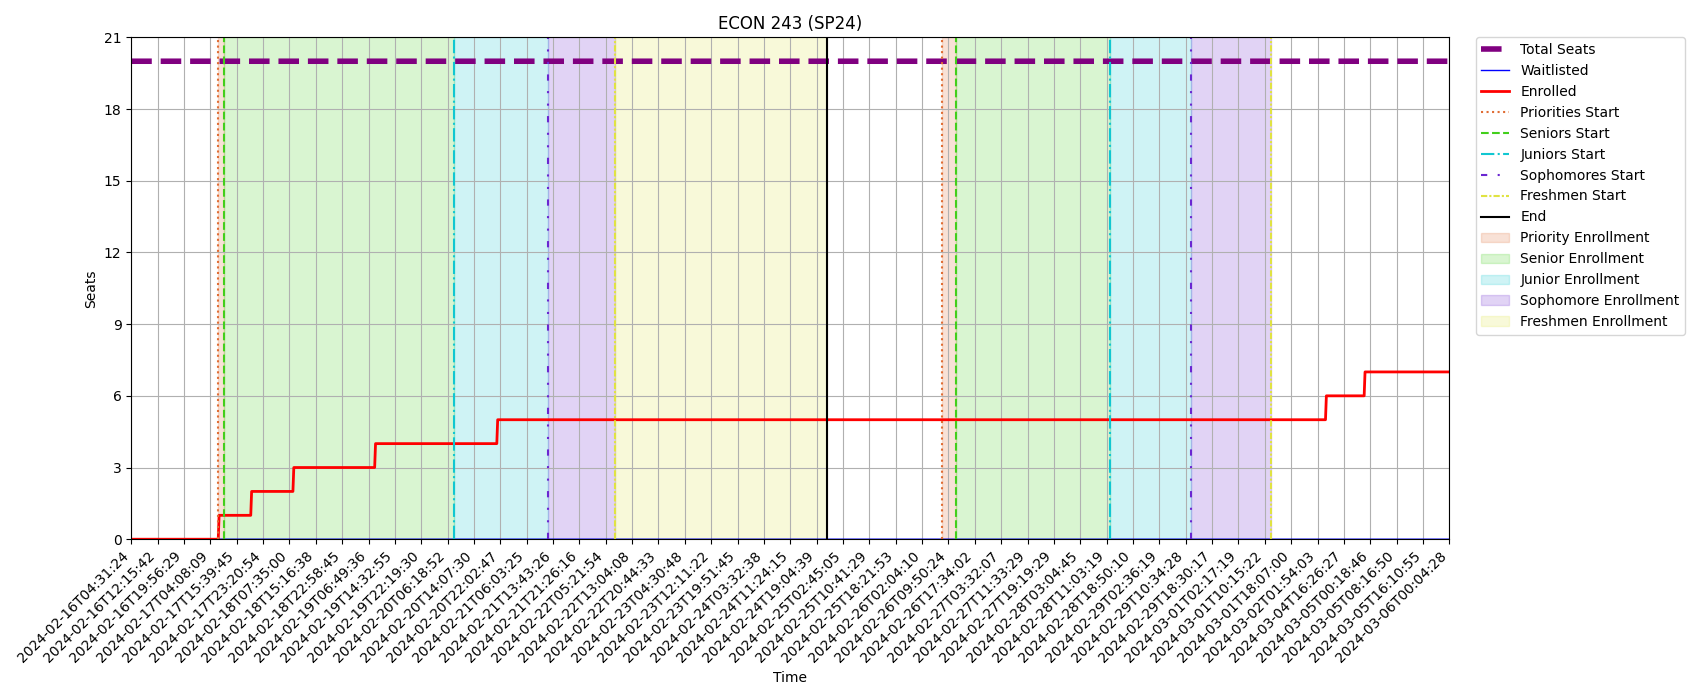 ECON 243 (SP24)
21
18
15
12
9
6
3
0
Seats
2024-02-16T04:31:24
2024-02-16T12:15:42
2024-02-16T19:56:29
2024-02-17T04:08:09
2024-02-17T15:39:45
2024-02-17T23:20:54
2024-02-18T07:35:00
2024-02-18T15:16:38
2024-02-18T22:58:45
2024-02-19T06:49:36
2024-02-19T14:32:55
2024-02-19T22:19:30
2024-02-20T06:18:52
2024-02-20T14:07:30
2024-02-20T22:02:47
2024-02-21T06:03:25
2024-02-21T13:43:26
2024-02-21T21:26:16
2024-02-22T05:21:54
2024-02-22T13:04:08
2024-02-22T20:44:33
2024-02-23T04:30:48
2024-02-23T12:11:22
2024-02-23T19:51:45
2024-02-24T03:32:38
2024-02-24T11:24:15
2024-02-24T19:04:39
2024-02-25T02:45:05
2024-02-25T10:41:29
2024-02-25T18:21:53
2024-02-26T02:04:10
2024-02-26T09:50:24
2024-02-26T17:34:02
2024-02-27T03:32:07
2024-02-27T11:33:29
2024-02-27T19:19:29
2024-02-28T03:04:45
2024-02-28T11:03:19
2024-02-28T18:50:10
2024-02-29T02:36:19
2024-02-29T10:34:28
2024-02-29T18:30:17
2024-03-01T02:17:19
2024-03-01T10:15:22
2024-03-01T18:07:00
2024-03-02T01:54:03
2024-03-04T16:26:27
2024-03-05T00:18:46
2024-03-05T08:16:50
2024-03-05T16:10:55
2024-03-06T00:04:28
Time
Total Seats
Waitlisted
Enrolled
Priorities Start
Seniors Start
Juniors Start
Sophomores Start
Freshmen Start
End
Priority Enrollment
Senior Enrollment
Junior Enrollment
Sophomore Enrollment
Freshmen Enrollment